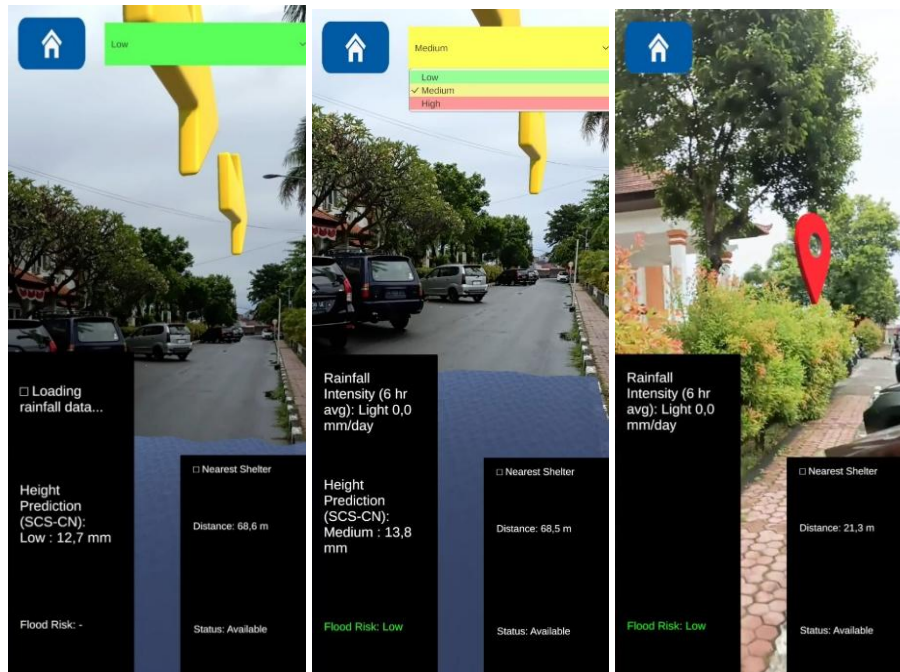 Low
□ Loading
rainfall data...
Height
Prediction
(SCS-CN):
Low : 12,7 mm
Flood Risk: -
□ Nearest Shelter
Distance: 68,6 m
Status: Available
Medium
Low
✓ Medium
High
Rainfall
Intensity (6 hr
avg): Light 0,0
mm/day
Height
Prediction
(SCS-CN):
Medium : 13,8
mm
Flood Risk: Low
□ Nearest Shelter
Distance: 68,5 m
Status: Available
Rainfall
Intensity (6 hr
avg): Light 0,0
mm/day
Flood Risk: Low
□ Nearest Shelter
Distance: 21,3 m
Status: Available